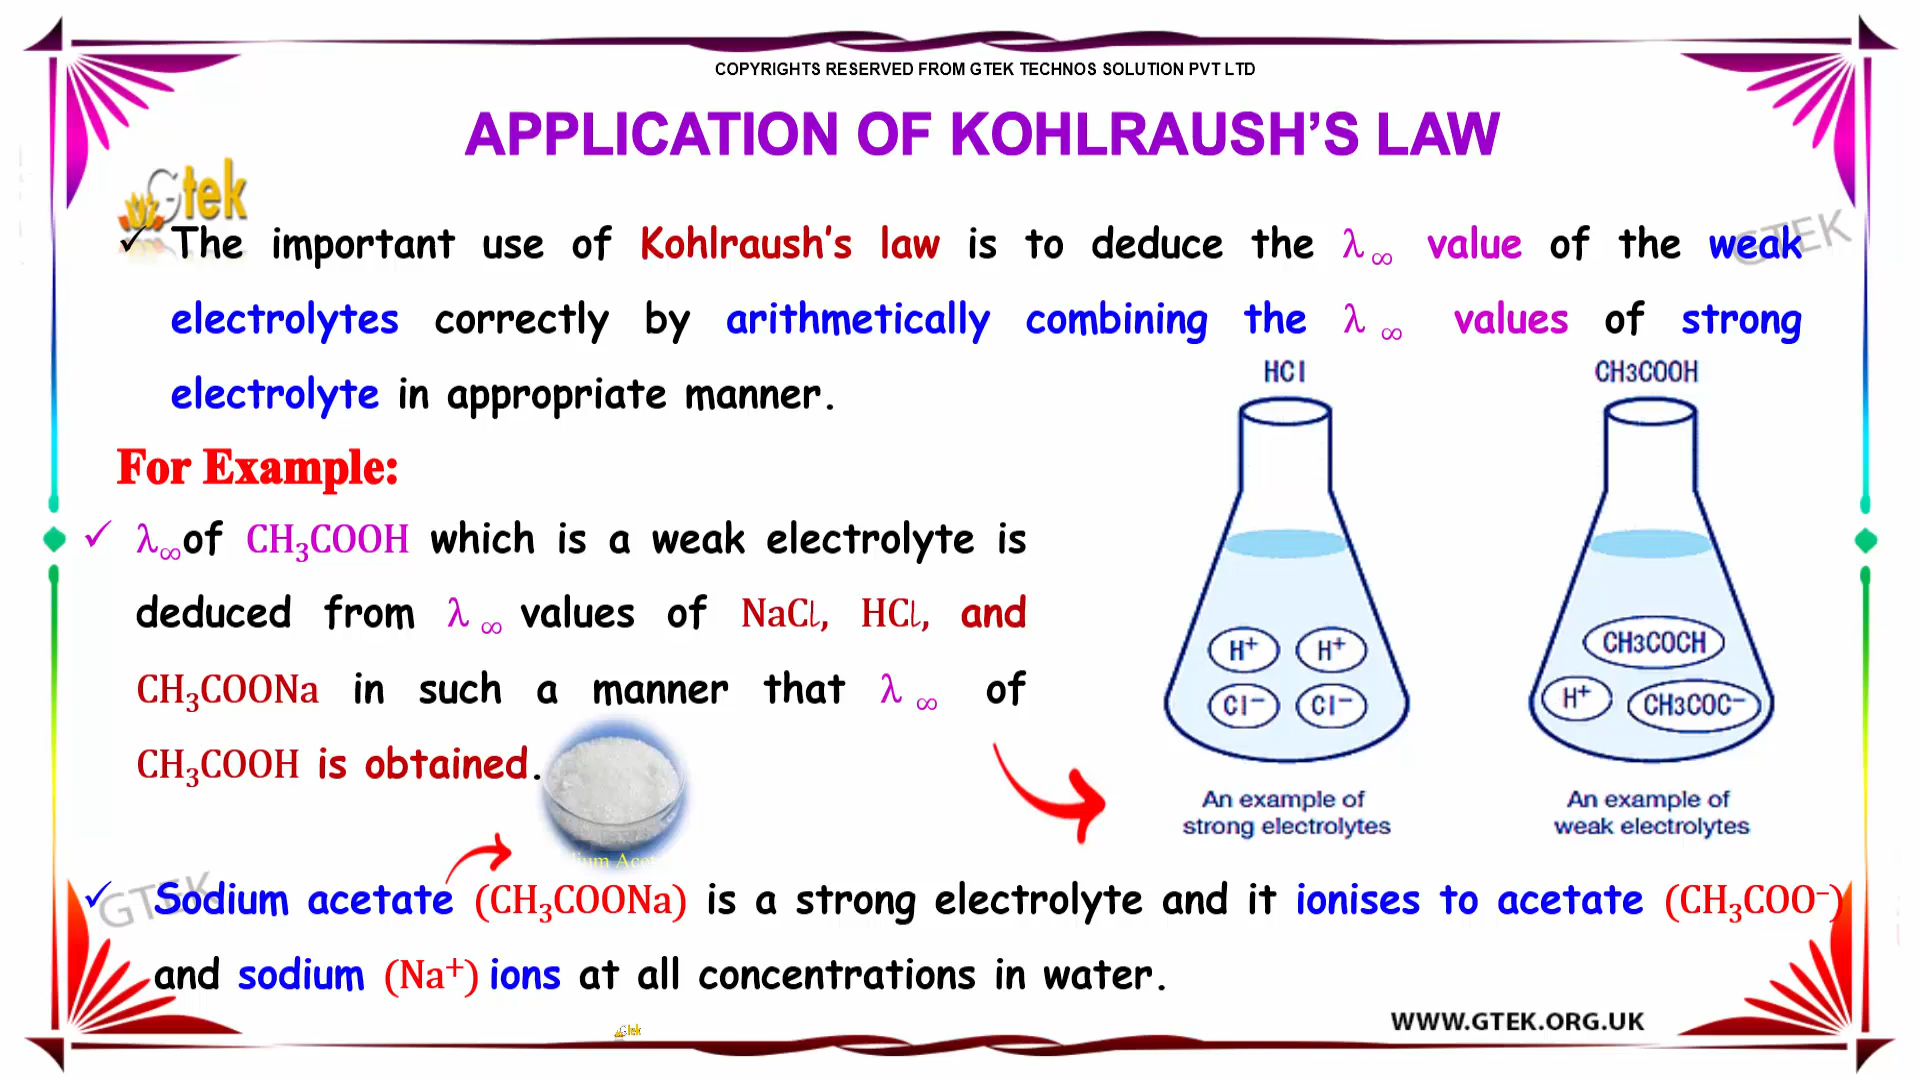 COPYRIGHTS RESERVED FROM GTEK TECHNOS SOLUTION PVT LTD
APPLICATION OF KOHLRAUSH’S LAW
Gtek
GTEK
✓ The important use of Kohlraush’s law is to deduce the λ∞ value of the weak
electrolytes correctly by arithmetically combining the λ∞ values of strong
electrolyte in appropriate manner.
HCl
CH3COOH
For Example:
✓ λ∞of CH₃COOH which is a weak electrolyte is
deduced from λ∞ values of NaCl, HCl, and
CH₃COONa in such a manner that λ∞ of
CH₃COOH is obtained.
H⁺ H⁺
Cl⁻ Cl⁻
CH3COCH
H⁺ CH3COC⁻
An example of
strong electrolytes
An example of
weak electrolytes
GTEK
✓ Sodium acetate (CH₃COONa) is a strong electrolyte and it ionises to acetate (CH₃COO⁻)
and sodium (Na⁺) ions at all concentrations in water.
Gtek
WWW.GTEK.ORG.UK